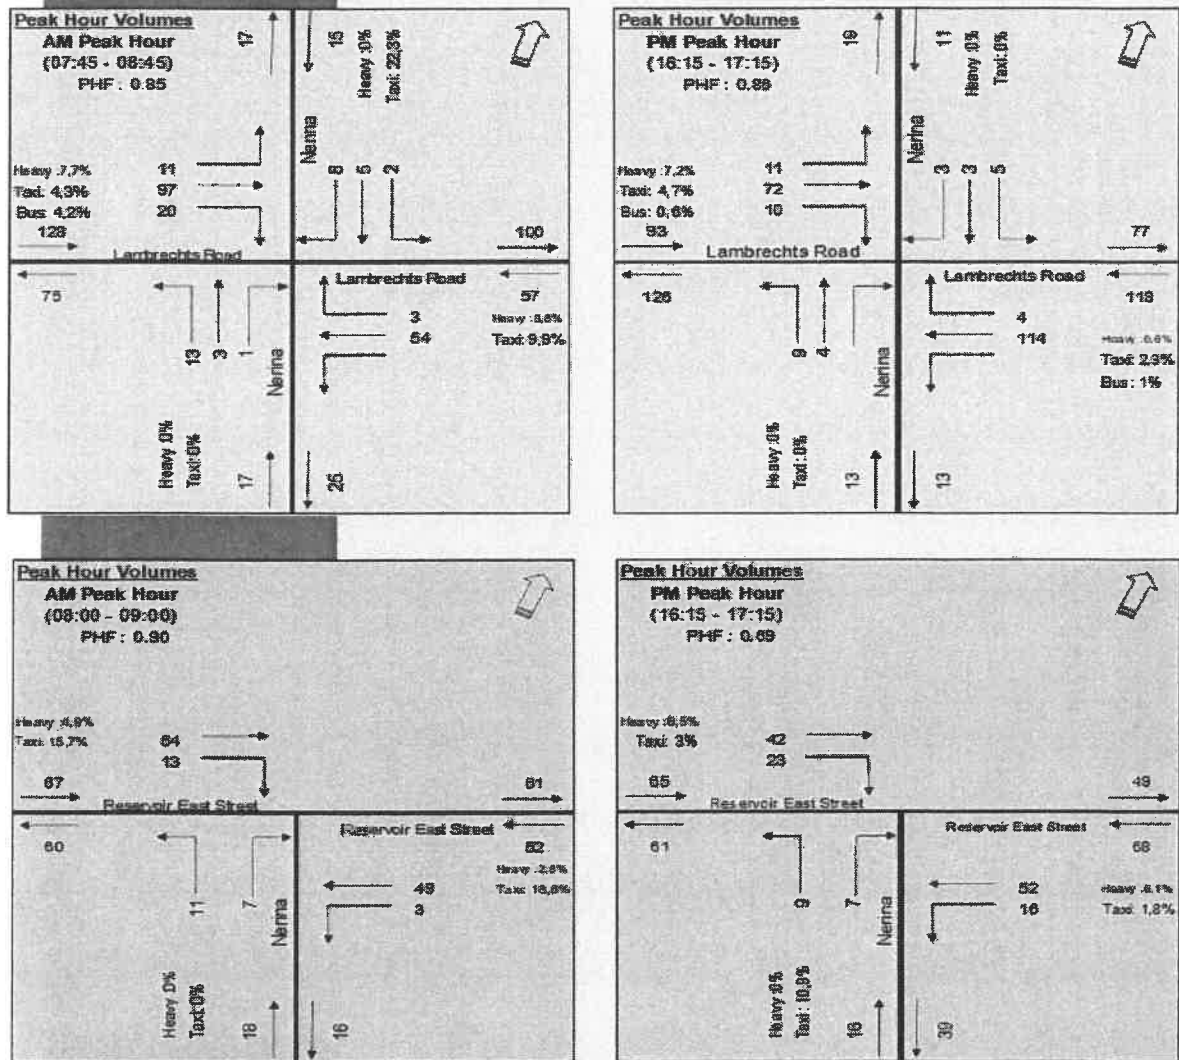 Peak Hour Volumes
AM Peak Hour
(07:45 - 08:45)
PHF : 0.85
17
15
Heavy :0%
Taxi: 22,3%
Nerina
Heavy :7,7%
Taxi: 4,3%
Bus: 4,2%
11
97
20
8
5
2
128
100
Lambrechts Road
Lambrechts Road
75
57
3
54
Taxi: 9,9%
13
3
1
Nerina
Heavy :0%
Taxi: 0%
17
25
Peak Hour Volumes
PM Peak Hour
(16:15 - 17:15)
19
11
Heavy :0%
Taxi: 0%
Nerina
Heavy :7,2%
Taxi: 4,7%
Bus: 0,6%
11
72
10
3
3
5
93
77
Lambrechts Road
Lambrechts Road
126
118
4
114
Taxi: 2,9%
Bus: 1%
9
4
Nerina
Heavy :0%
Taxi: 0%
13
13
Peak Hour Volumes
AM Peak Hour
(08:00 - 09:00)
PHF : 0.90
Taxi: 15,7%
13
61
Reservoir East Street
Reservoir East Street
60
52
49
3
11
7
Nerina
Heavy :0%
Taxi: 0%
18
16
Peak Hour Volumes
PM Peak Hour
(16:15 - 17:15)
PHF : 0.69
Heavy :6,5%
Taxi: 3%
42
23
65
49
Reservoir East Street
Reservoir East Street
61
68
52
16
Heavy :6,1%
Taxi: 1,8%
9
7
Nerina
Heavy :0%
16
39